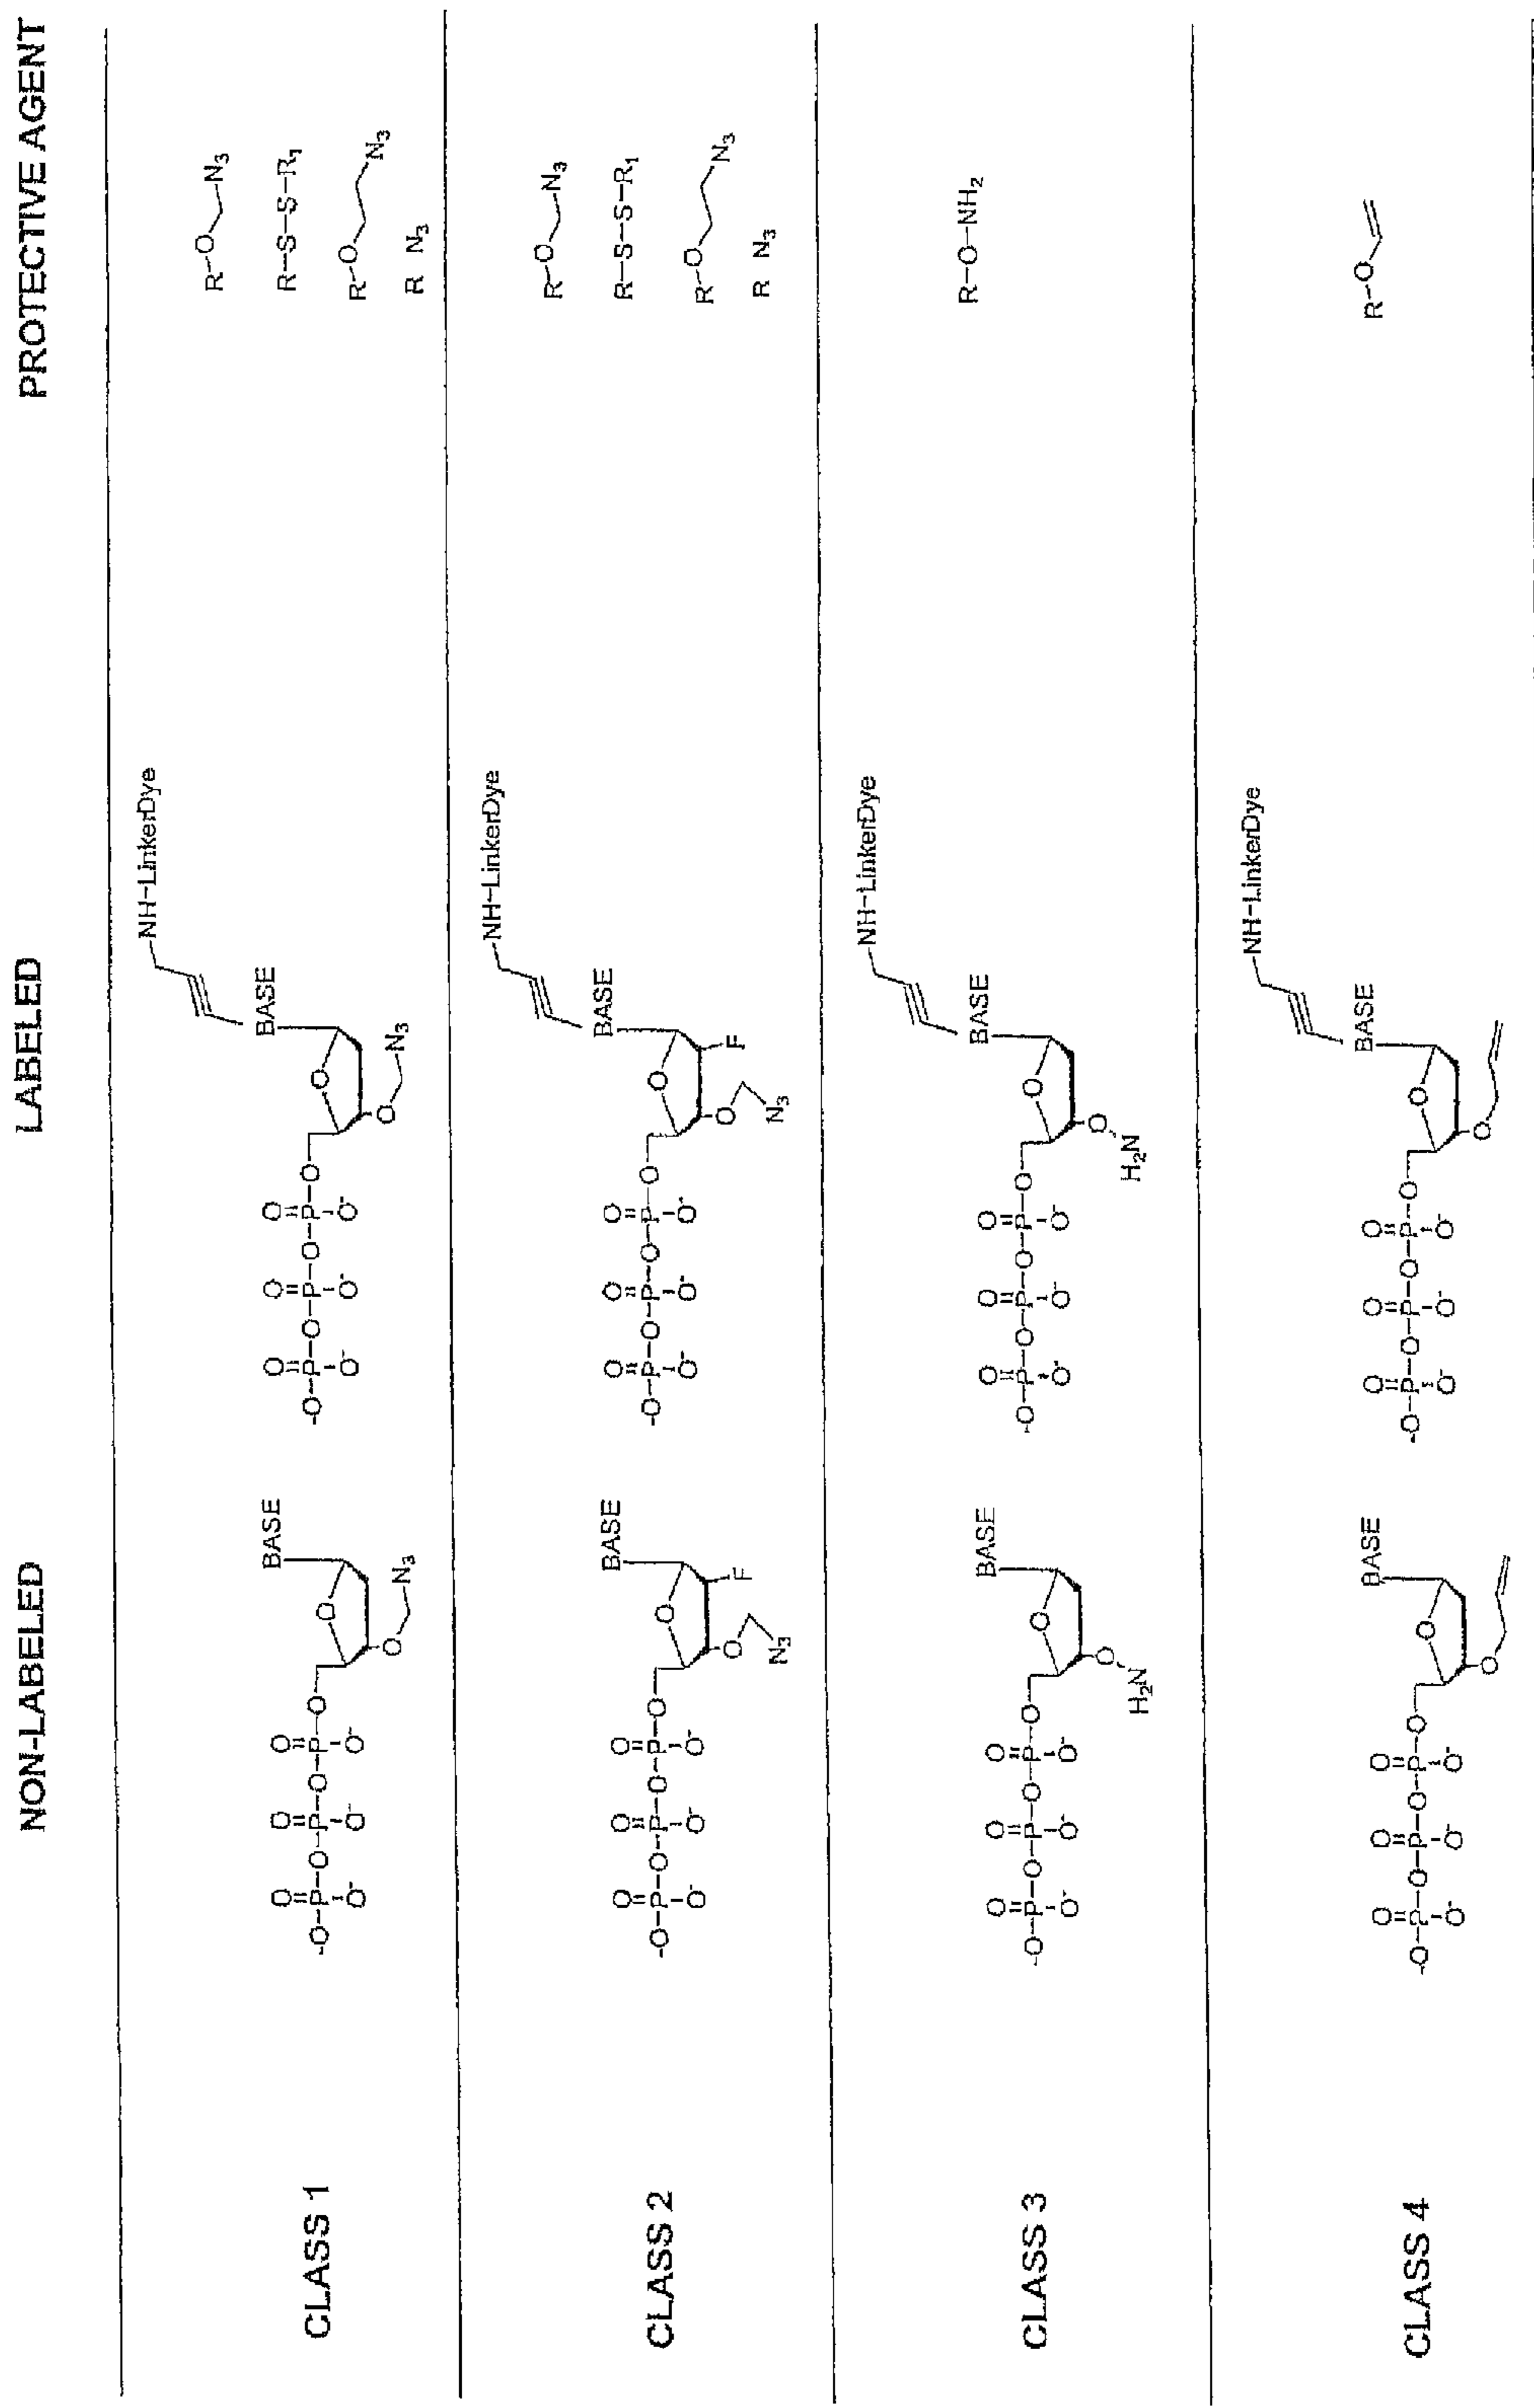 NON-LABELED LABELED PROTECTIVE AGENT
CLASS 1
-O-P-O-P-O-P-O
O O O
O- O- O-
O
BASE
O N3
-O-P-O-P-O-P-O
O O O
O- O- O-
O
BASE
NH-LinkerDye
O N3
R-O N3
R-S-S-R1
R-O N3
R N3
CLASS 2
-O-P-O-P-O-P-O
O O O
O- O- O-
O
BASE
F
O N3
-O-P-O-P-O-P-O
O O O
O- O- O-
O
BASE
NH-LinkerDye
F
O N3
R-O N3
R-S-S-R1
R-O N3
R N3
CLASS 3
-O-P-O-P-O-P-O
O O O
O- O- O-
O
BASE
O
H2N
-O-P-O-P-O-P-O
O O O
O- O- O-
O
BASE
NH-LinkerDye
O
H2N
R-O-NH2
CLASS 4
-O-P-O-P-O-P-O
O O O
O- O- O-
O
BASE
O
-O-P-O-P-O-P-O
O O O
O- O- O-
O
BASE
NH-LinkerDye
O
R-O